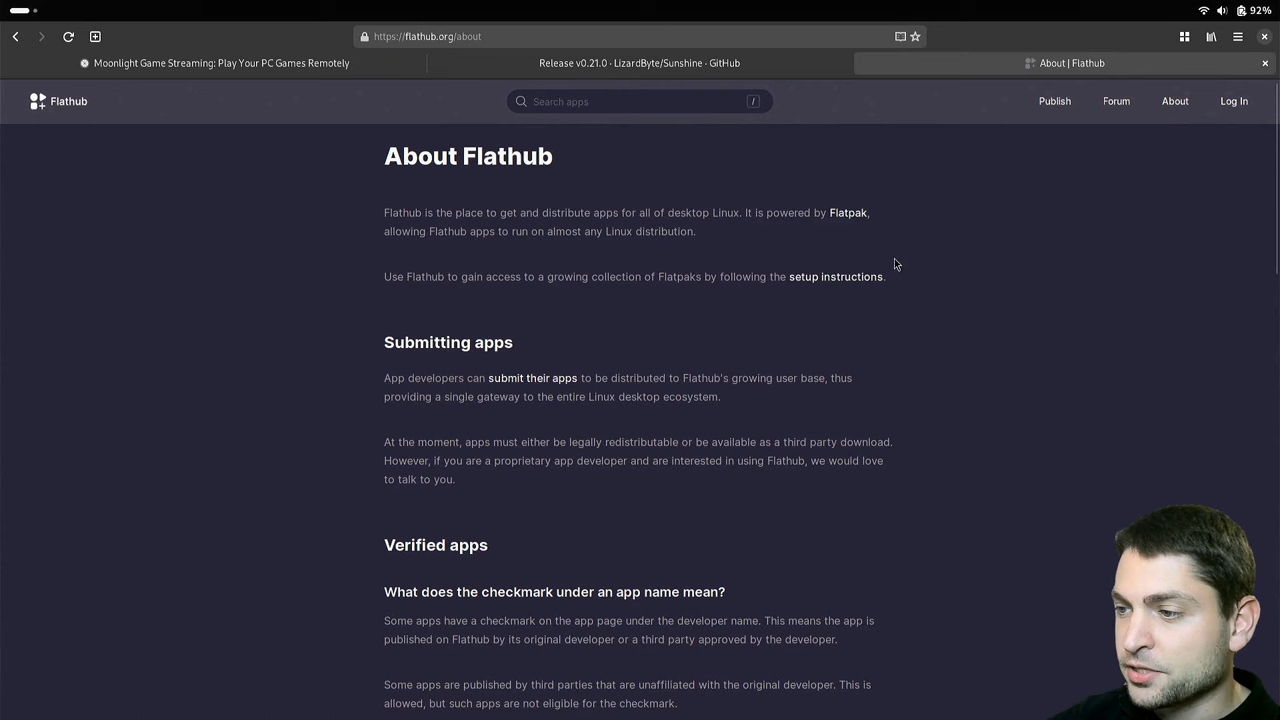 92%
https://flathub.org/about
Moonlight Game Streaming: Play Your PC Games Remotely
Release v0.21.0 · LizardByte/Sunshine · GitHub
About | Flathub
Flathub
Search apps
/
Publish
Forum
About
Log In
About Flathub
Flathub is the place to get and distribute apps for all of desktop Linux. It is powered by Flatpak,
allowing Flathub apps to run on almost any Linux distribution.
Use Flathub to gain access to a growing collection of Flatpaks by following the setup instructions.
Submitting apps
App developers can submit their apps to be distributed to Flathub's growing user base, thus
providing a single gateway to the entire Linux desktop ecosystem.
At the moment, apps must either be legally redistributable or be available as a third party download.
However, if you are a proprietary app developer and are interested in using Flathub, we would love
to talk to you.
Verified apps
What does the checkmark under an app name mean?
Some apps have a checkmark on the app page under the developer name. This means the app is
published on Flathub by its original developer or a third party approved by the developer.
Some apps are published by third parties that are unaffiliated with the original developer. This is
allowed, but such apps are not eligible for the checkmark.